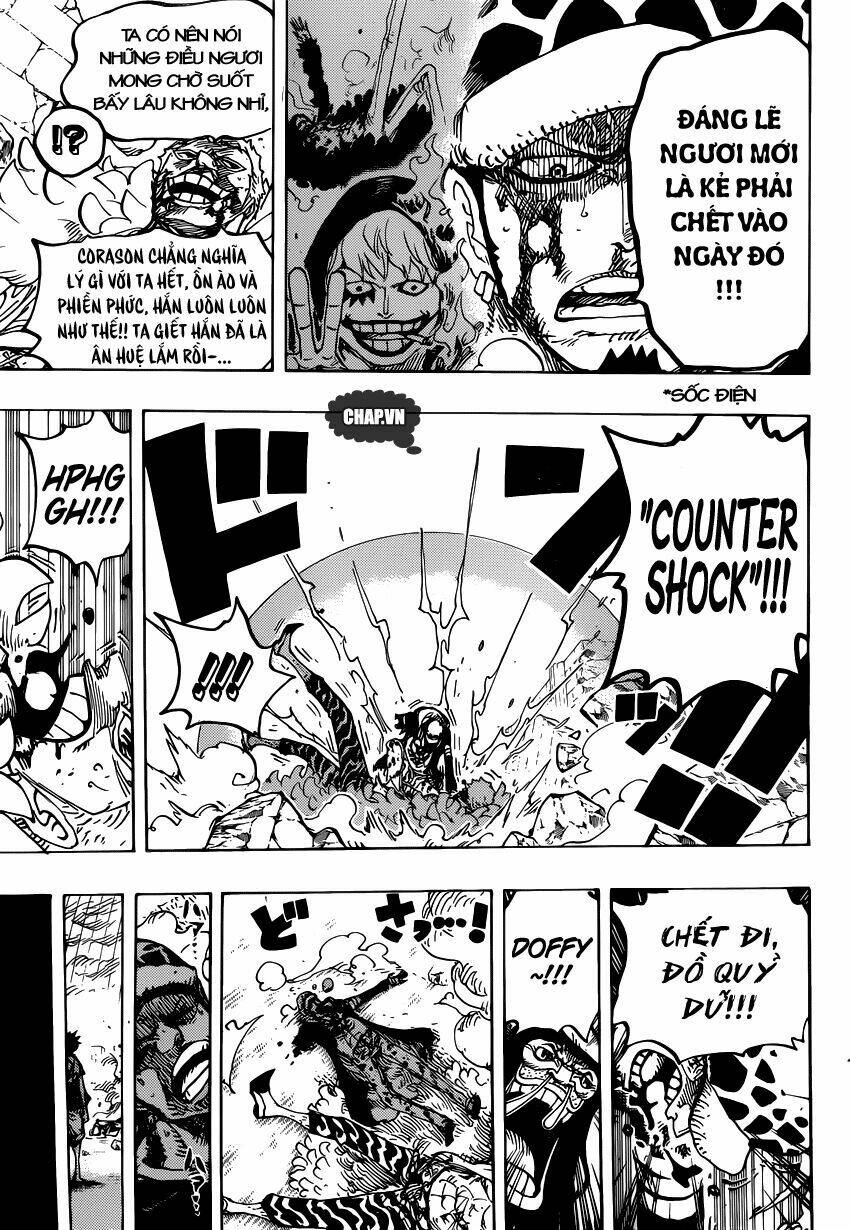 ĐÁNG LẼ
NGƯƠI MỚI
LÀ KẺ PHẢI
CHẾT VÀO
NGÀY ĐÓ
!!!
TA CÓ NÊN NÓI
NHỮNG ĐIỀU NGƯƠI
MONG CHỜ SUỐT
BẤY LÂU KHÔNG NHỈ,
!?
CORASON CHẲNG NGHĨA
LÝ GÌ VỚI TA HẾT, ỒN ÀO VÀ
PHIỀN PHỨC, HẮN LUÔN LUÔN
NHƯ THẾ!! TA GIẾT HẮN ĐÃ LÀ
ÂN HUỆ LẮM RỒI-...
*SỐC ĐIỆN
CHAP.VN
"COUNTER
SHOCK"!!!
ドン!!
!!!
HPHG
GH!!!
CHẾT ĐI,
ĐỒ QUỶ
DỮ!!!
DOFFY
~!!!
どさっ…!